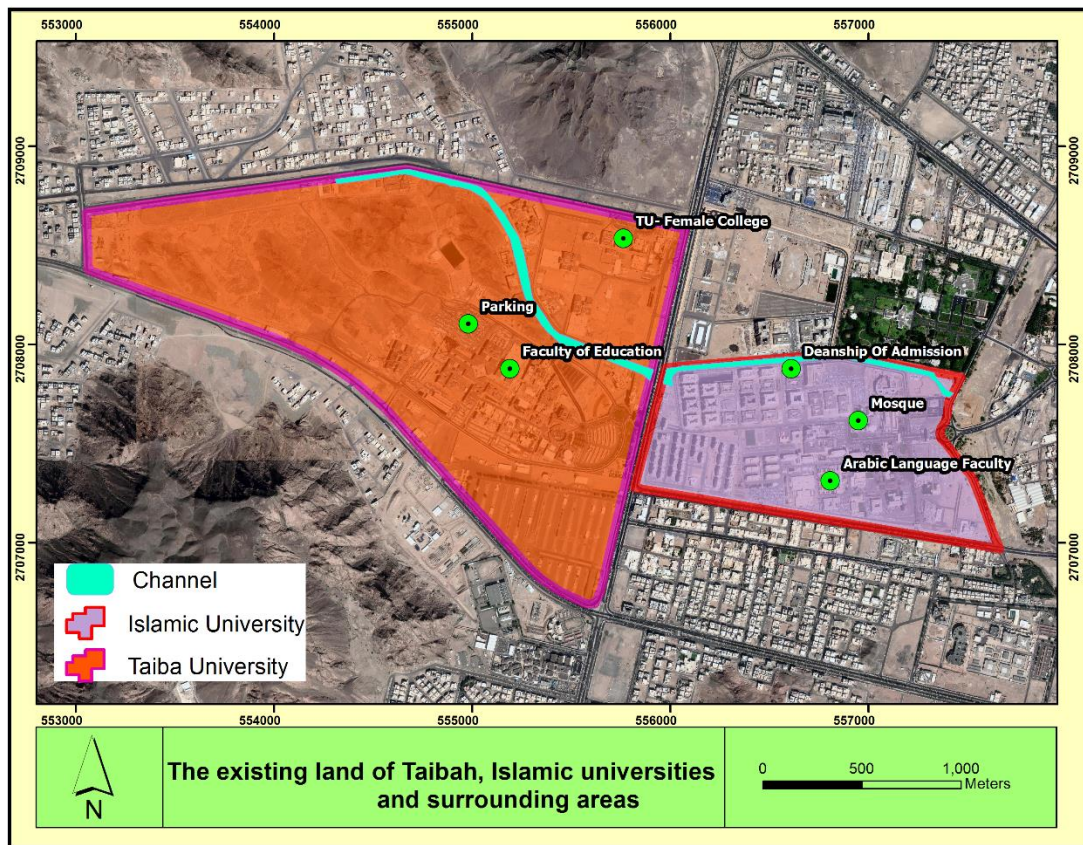 553000 554000 555000 556000 557000
2709000 2709000
TU- Female College
Parking
2708000 2708000
Faculty of Education
Deanship Of Admission
Mosque
Arabic Language Faculty
2707000 2707000
Channel
Islamic University
Taiba University
553000 554000 555000 556000 557000
N
The existing land of Taibah, Islamic universities
and surrounding areas
0 500 1,000
Meters